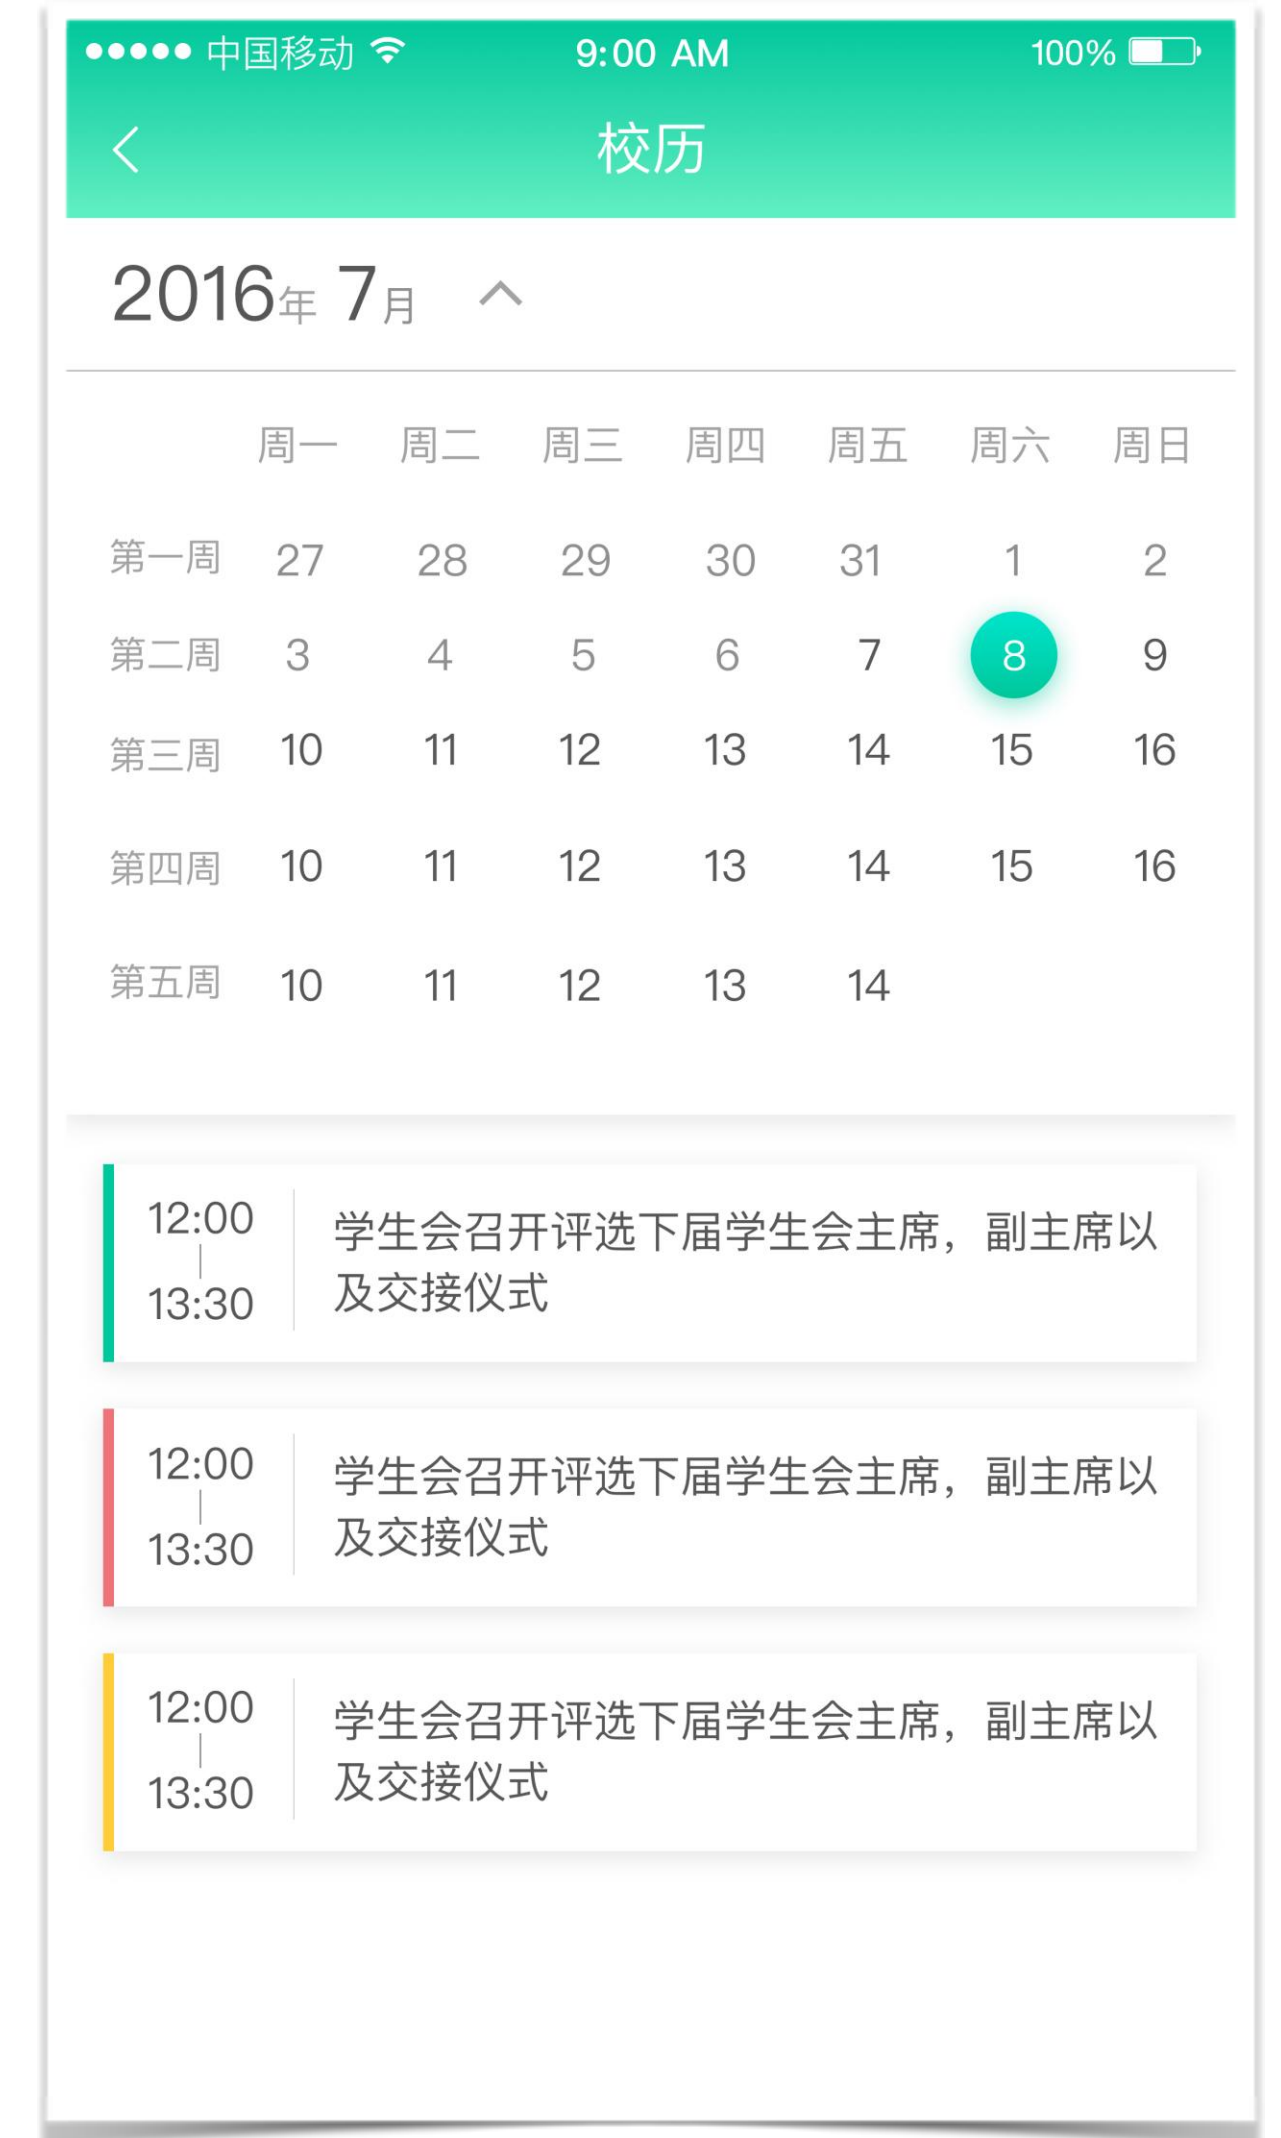 中国移动 9:00 AM 100%
校历
2016年 7月
周一 周二 周三 周四 周五 周六 周日
第一周 27 28 29 30 31 1 2
第二周 3 4 5 6 7 8 9
第三周 10 11 12 13 14 15 16
第四周 10 11 12 13 14 15 16
第五周 10 11 12 13 14
12:00
13:30
学生会召开评选下届学生会主席，副主席以
及交接仪式
12:00
13:30
学生会召开评选下届学生会主席，副主席以
及交接仪式
12:00
13:30
学生会召开评选下届学生会主席，副主席以
及交接仪式